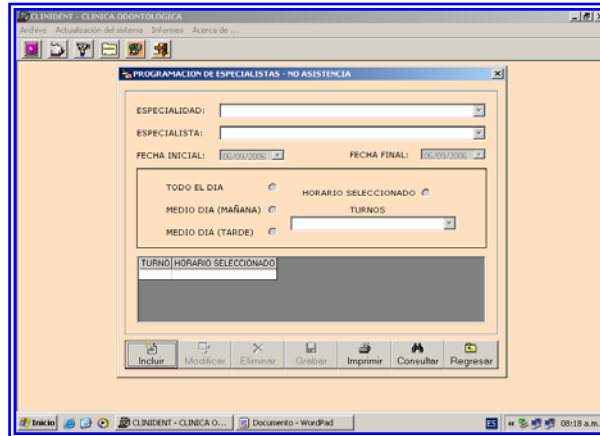 CLINIDENT - CLINICA ODONTOLOGICA
Archivo Actualización del sistema Informes Acerca de ...
PROGRAMACION DE ESPECIALISTAS - NO ASISTENCIA
ESPECIALIDAD:
ESPECIALISTA:
FECHA INICIAL: 06/09/2006 FECHA FINAL: 06/09/2006
TODO EL DIA
HORARIO SELECCIONADO
MEDIO DIA (MAÑANA) TURNOS
MEDIO DIA (TARDE)
TURNO HORARIO SELECCIONADO
Incluir Modificar Eliminar Grabar Imprimir Consultar Regresar
Inicio CLINIDENT - CLINICA O... Documento - WordPad ES « 08:18 a.m.